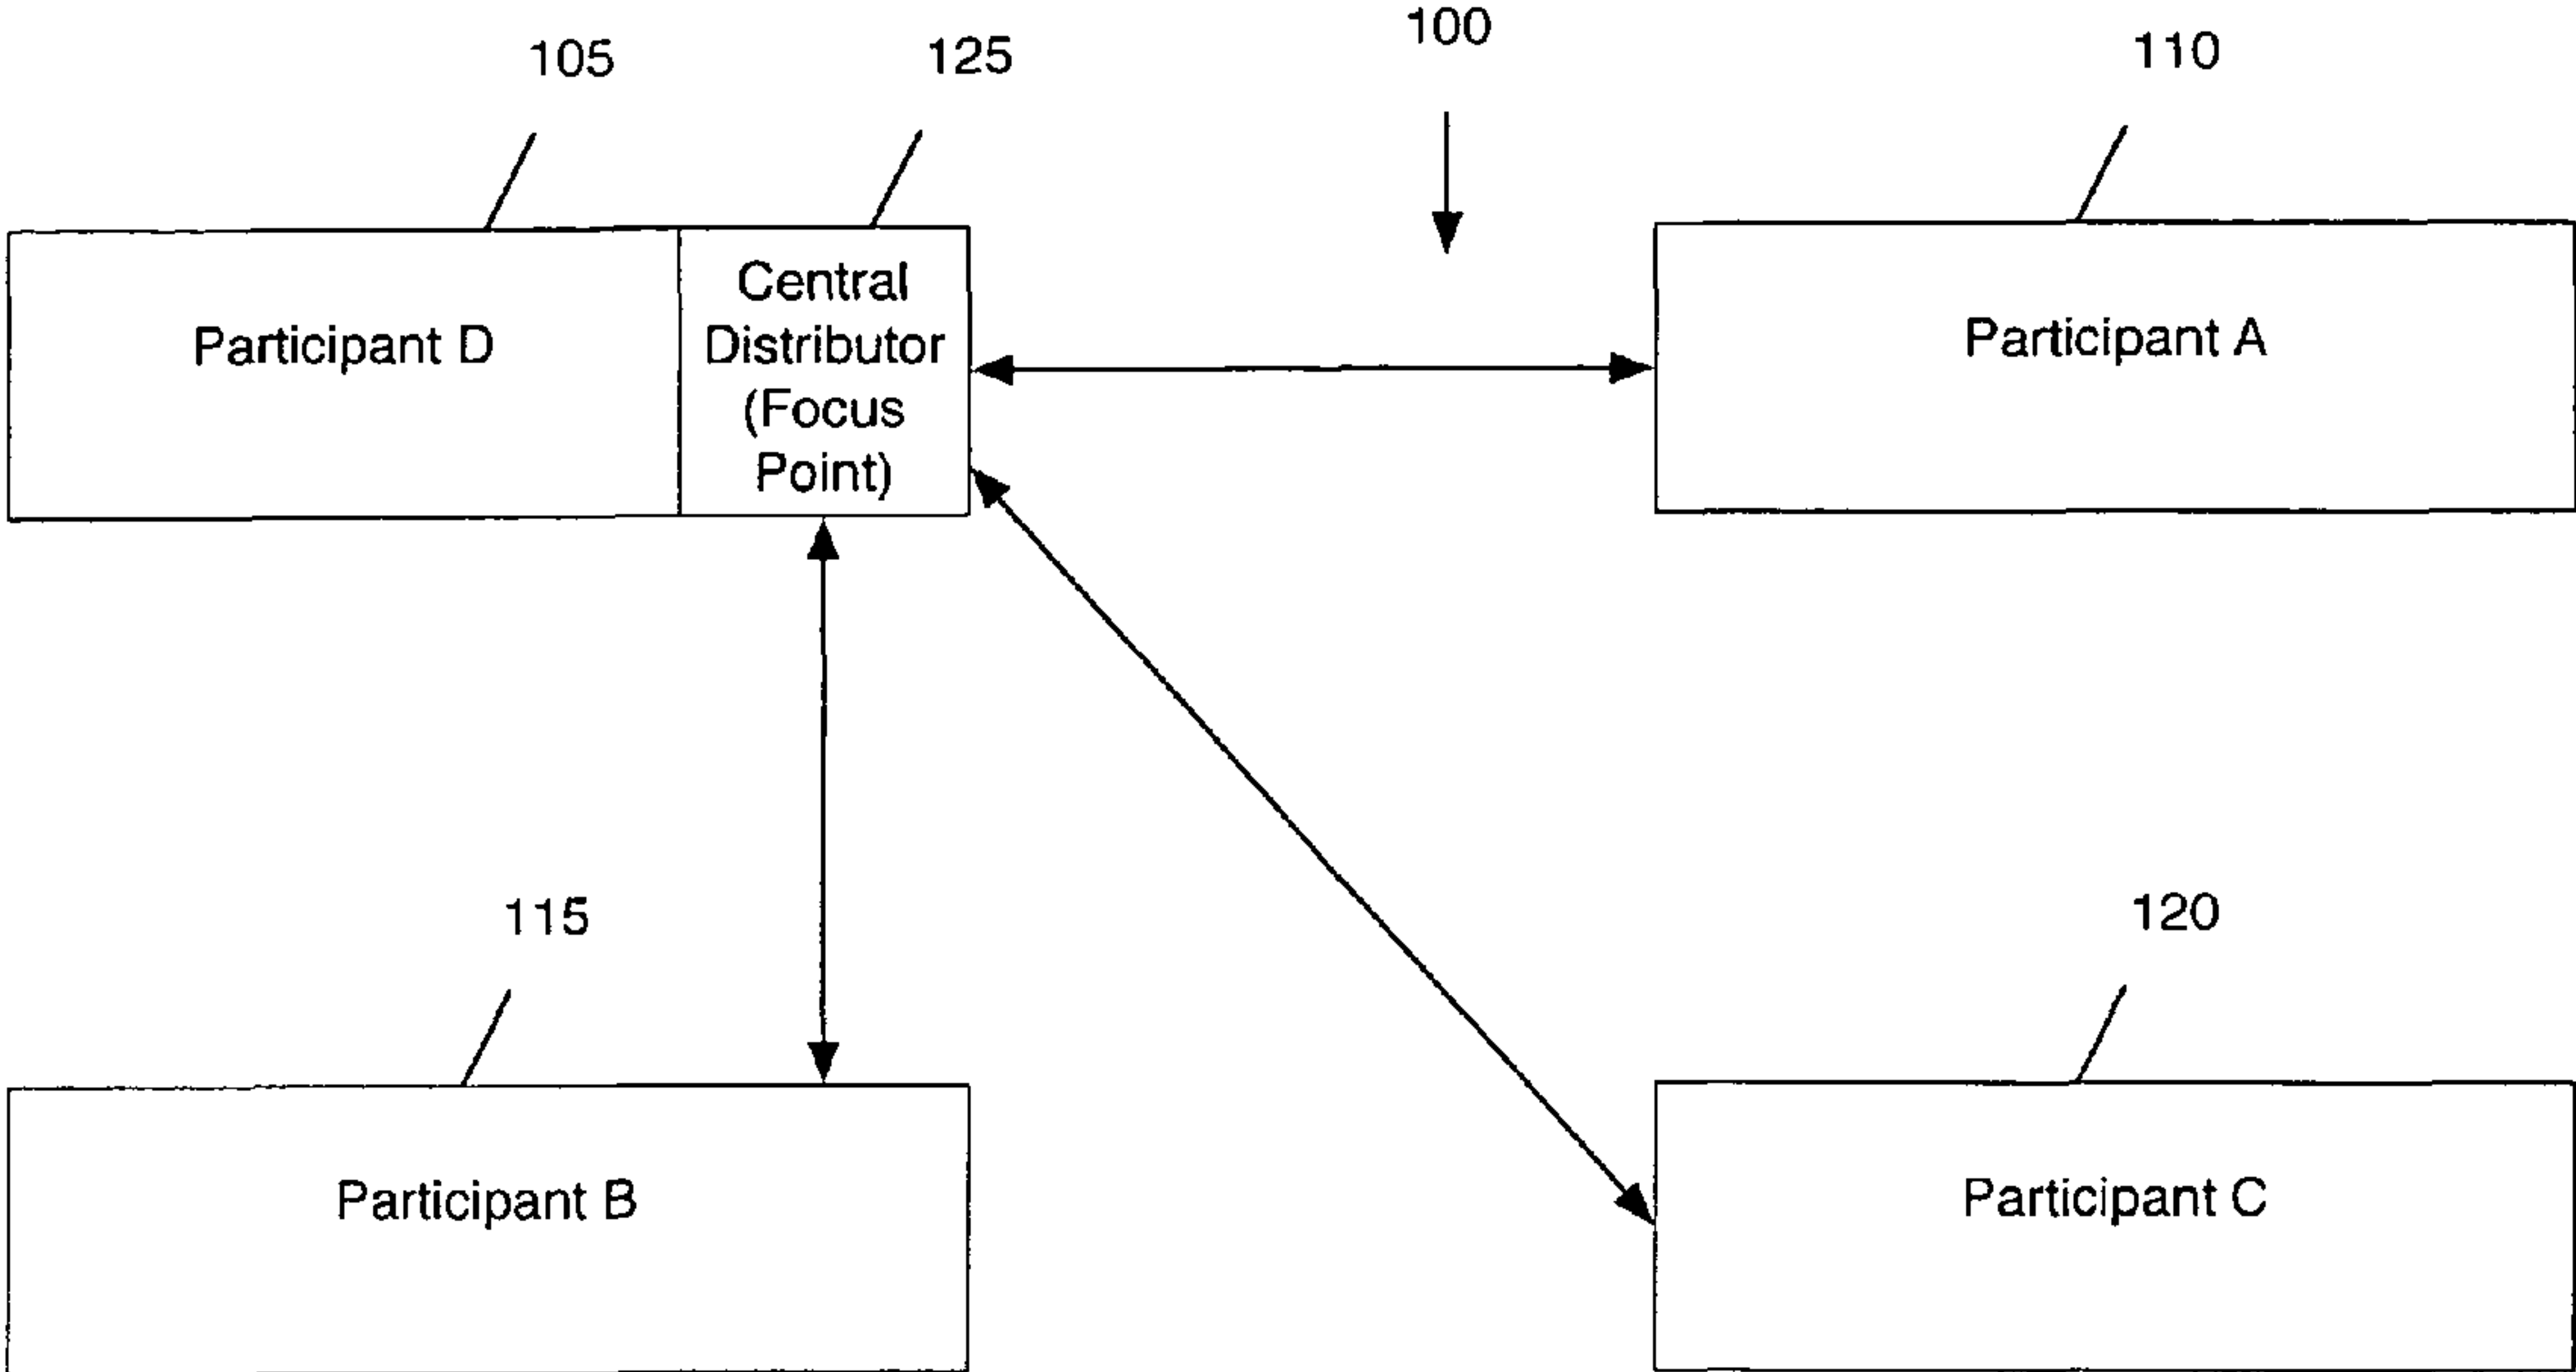 100
105
125
110
Participant D
Central
Distributor
(Focus
Point)
Participant A
115
120
Participant B
Participant C